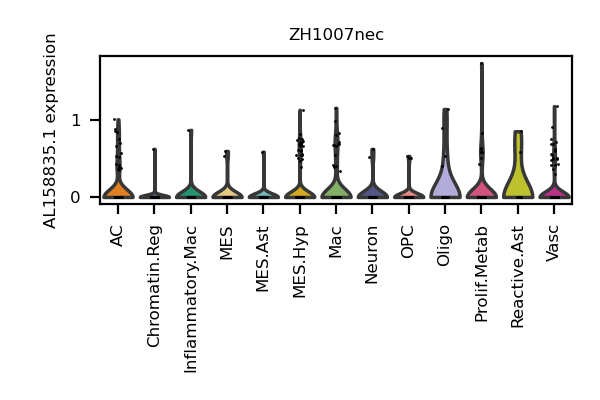 ZH1007nec
AL158835.1 expression
1
0
AC
Chromatin.Reg
Inflammatory.Mac
MES
MES.Ast
MES.Hyp
Mac
Neuron
OPC
Oligo
Prolif.Metab
Reactive.Ast
Vasc